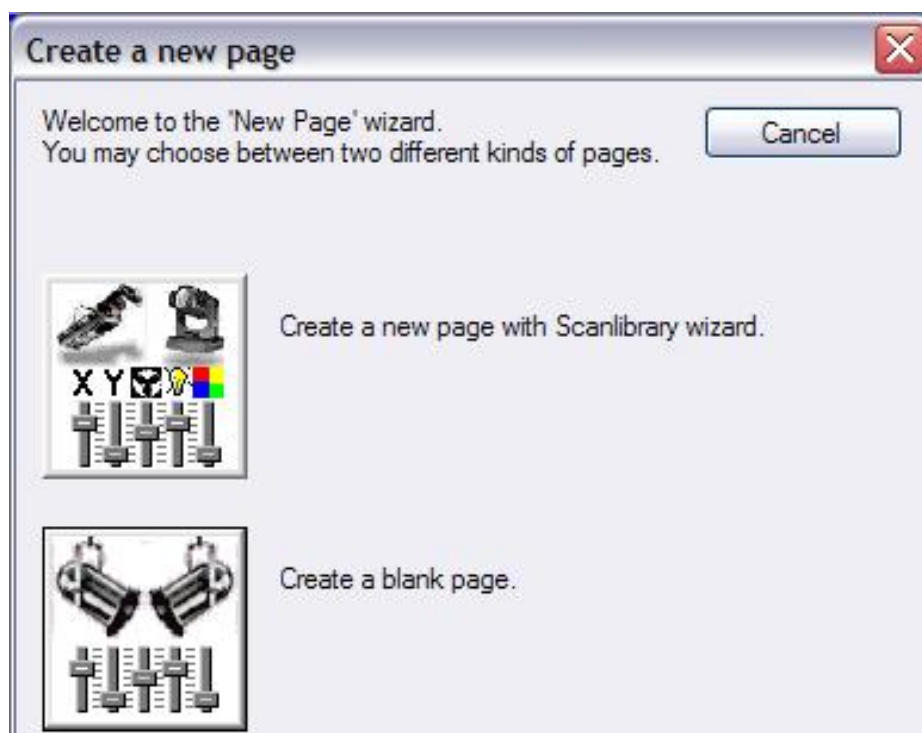 Create a new page
Welcome to the 'New Page' wizard.
You may choose between two different kinds of pages.
Cancel
Create a new page with Scanlibrary wizard.
X Y
Create a blank page.